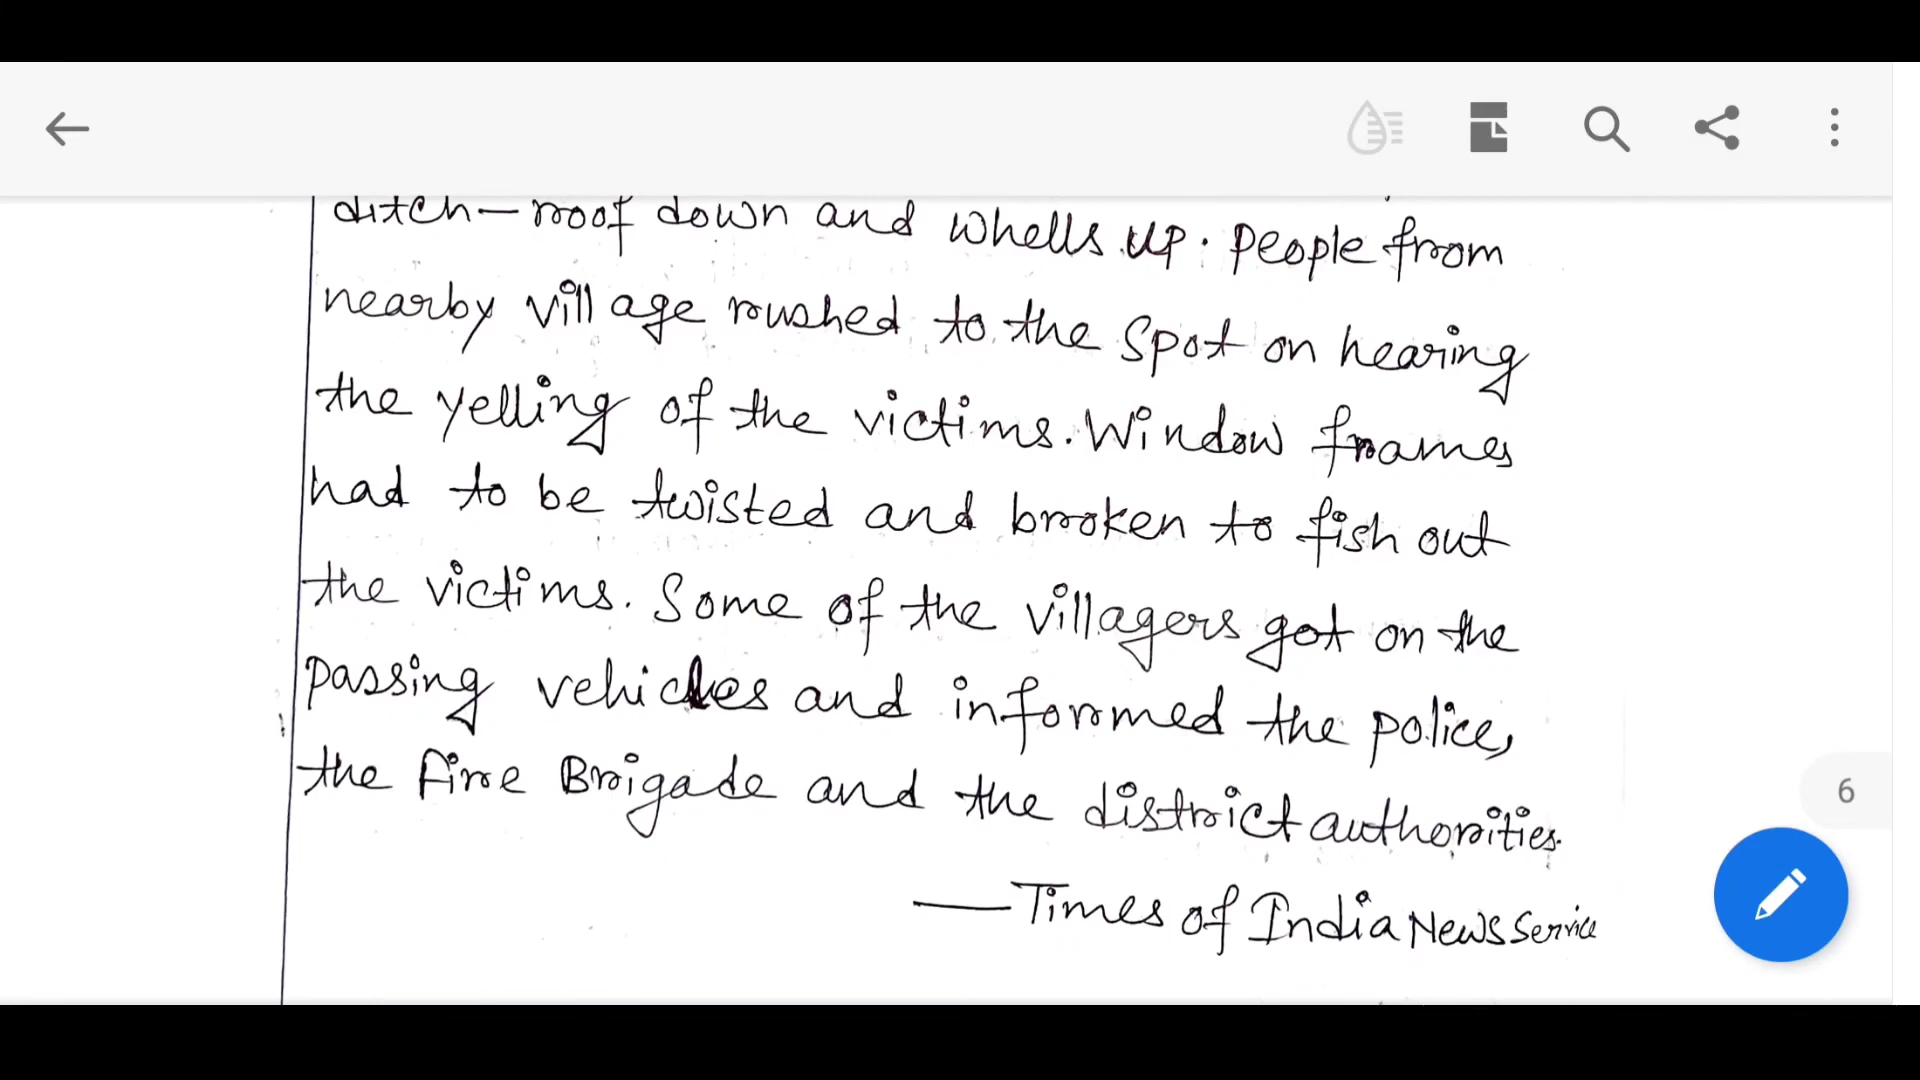 ditch — roof down and whells up. People from
nearby village rushed to the spot on hearing
the yelling of the victims. Window frames
had to be twisted and broken to fish out
the victims. Some of the villagers got on the
passing vehicles and informed the police,
the Fire Brigade and the district authorities.
— Times of India News Service
6